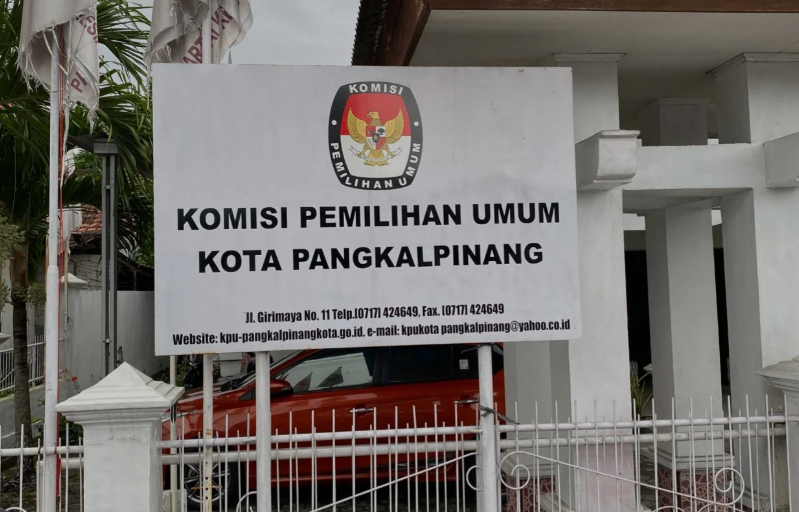 KOMISI
PEMILIHAN UMUM
KOMISI PEMILIHAN UMUM
KOTA PANGKALPINANG
Jl. Girimaya No. 11 Telp.(0717) 424649, Fax. (0717) 424649
Website: kpu-pangkalpinangkota.go.id. e-mail: kpukota pangkalpinang@yahoo.co.id